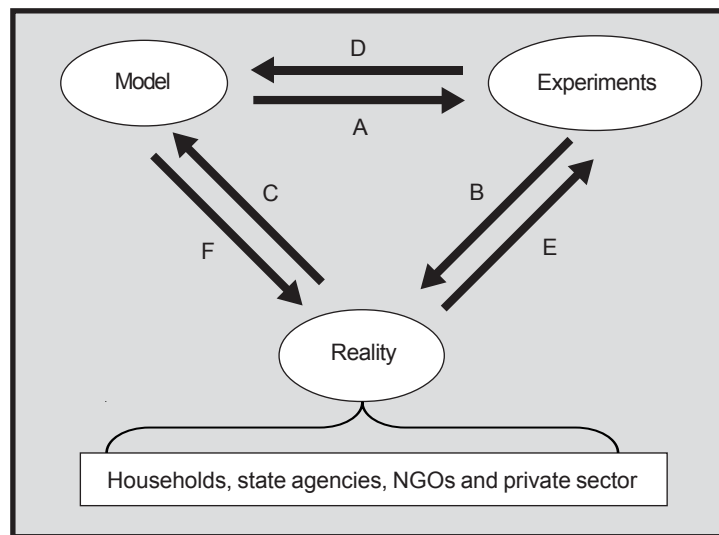 D
Model
Experiments
A
C
B
F
E
Reality
Households, state agencies, NGOs and private sector